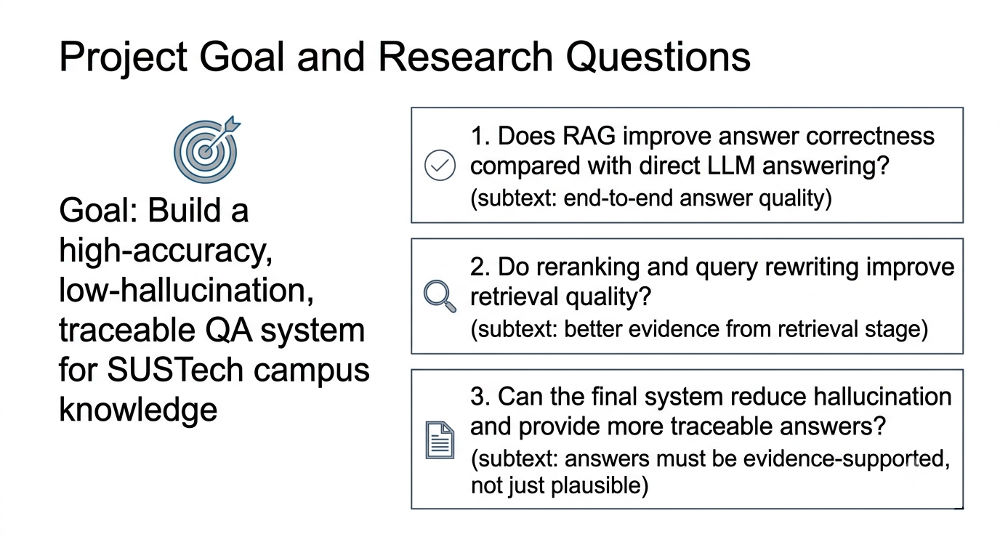 Project Goal and Research Questions
Goal: Build a
high-accuracy,
low-hallucination,
traceable QA system
for SUSTech campus
knowledge
1. Does RAG improve answer correctness
compared with direct LLM answering?
(subtext: end-to-end answer quality)
2. Do reranking and query rewriting improve
retrieval quality?
(subtext: better evidence from retrieval stage)
3. Can the final system reduce hallucination
and provide more traceable answers?
(subtext: answers must be evidence-supported,
not just plausible)